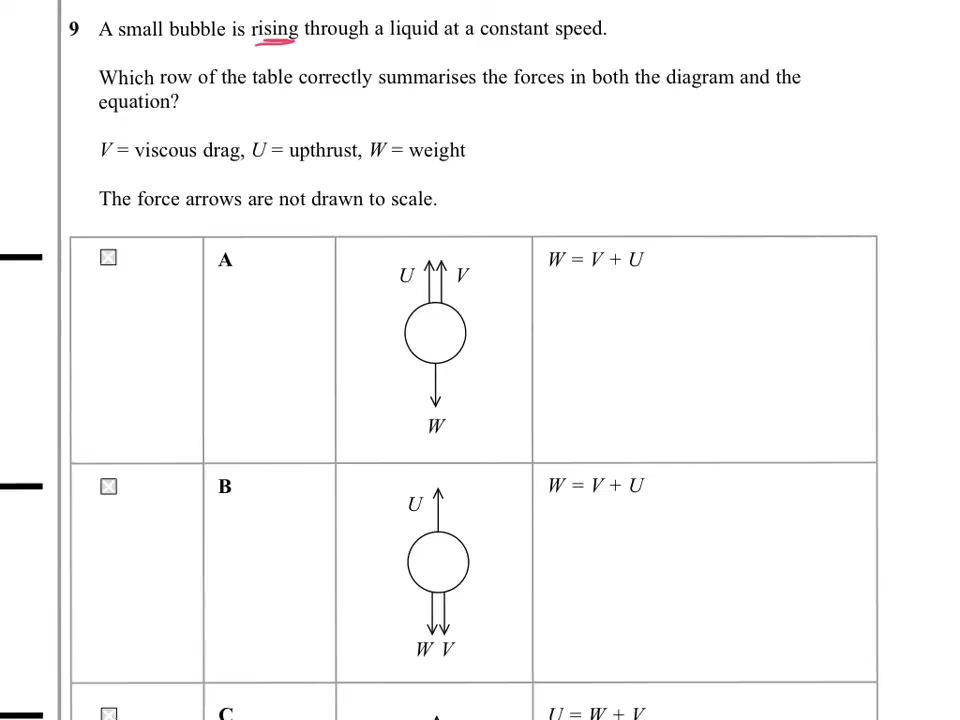 9 A small bubble is rising through a liquid at a constant speed.
Which row of the table correctly summarises the forces in both the diagram and the
equation?
V = viscous drag, U = upthrust, W = weight
The force arrows are not drawn to scale.
A
U V
W
W = V + U
B
U
W V
W = V + U
C
U = W + V